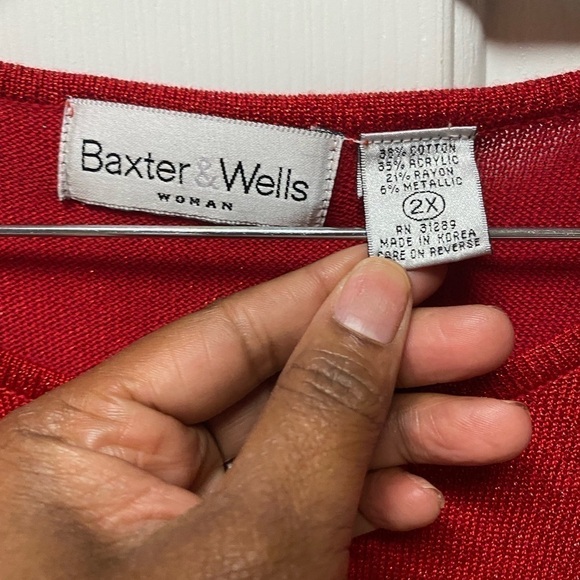 Baxter & Wells
WOMAN
38% COTTON
35% ACRYLIC
21% RAYON
6% METALLIC
2X
RN 31289
MADE IN KOREA
CARE ON REVERSE